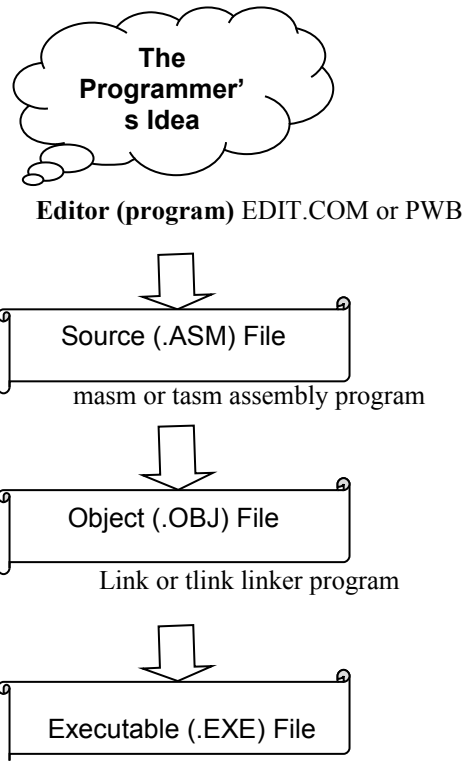 The
Programmer’
s Idea
Editor (program) EDIT.COM or PWB
Source (.ASM) File
masm or tasm assembly program
Object (.OBJ) File
Link or tlink linker program
Executable (.EXE) File